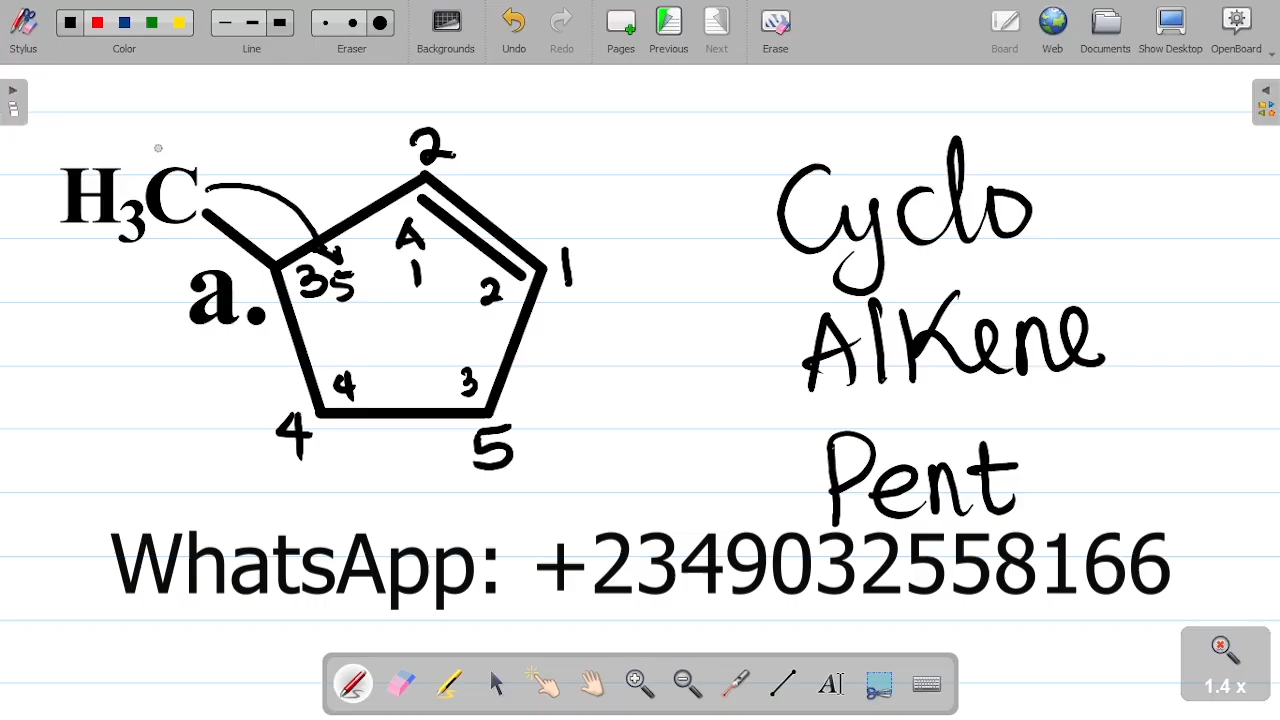 Stylus Color Line Eraser Backgrounds Undo Redo Pages Previous Next Erase Board Web Documents Show Desktop OpenBoard
2
H3C
A
1
35
2
1
a.
4 3
4 5
Cyclo
Alkene
Pent
WhatsApp: +2349032558166
1.4 x